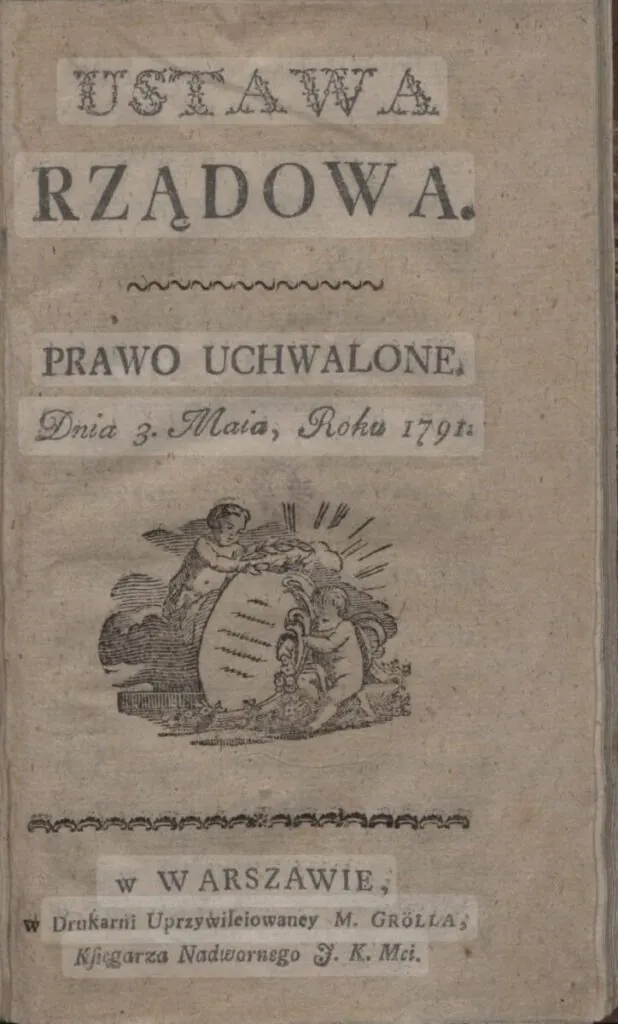 USTAWA
RZĄDOWA.
PRAWO UCHWALONE.
Dnia 3. Maia, Roku 1791.
w WARSZAWIE,
w Drukarni Uprzywileiowaney M. GRÖLLA,
Księgarza Nadwornego J. K. Mci.